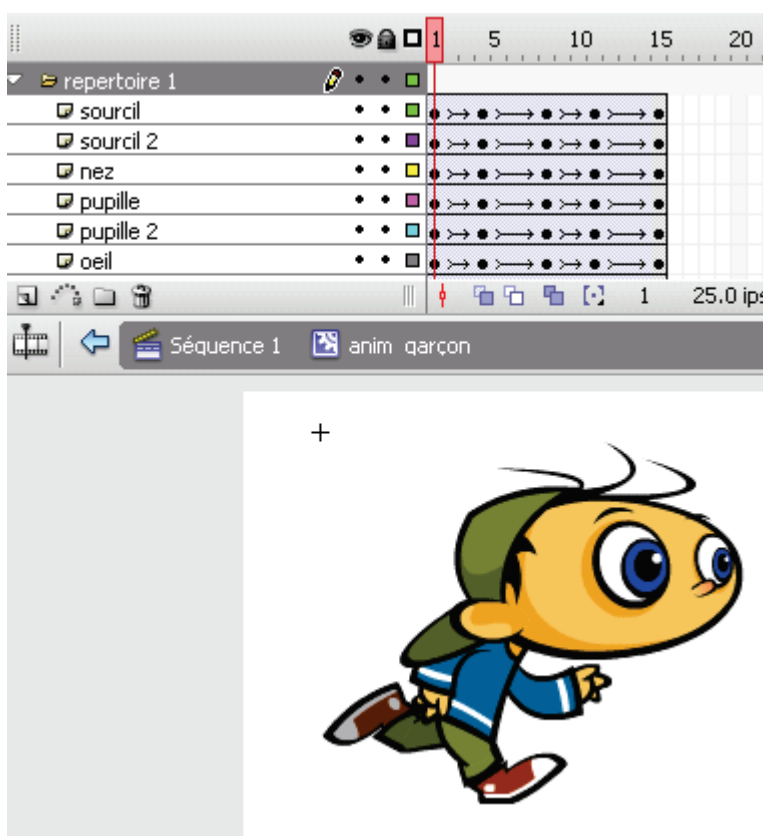 1 5 10 15 20
repertoire 1
sourcil
sourcil 2
nez
pupille
pupille 2
oeil
1 25.0 ips
Séquence 1 anim garçon